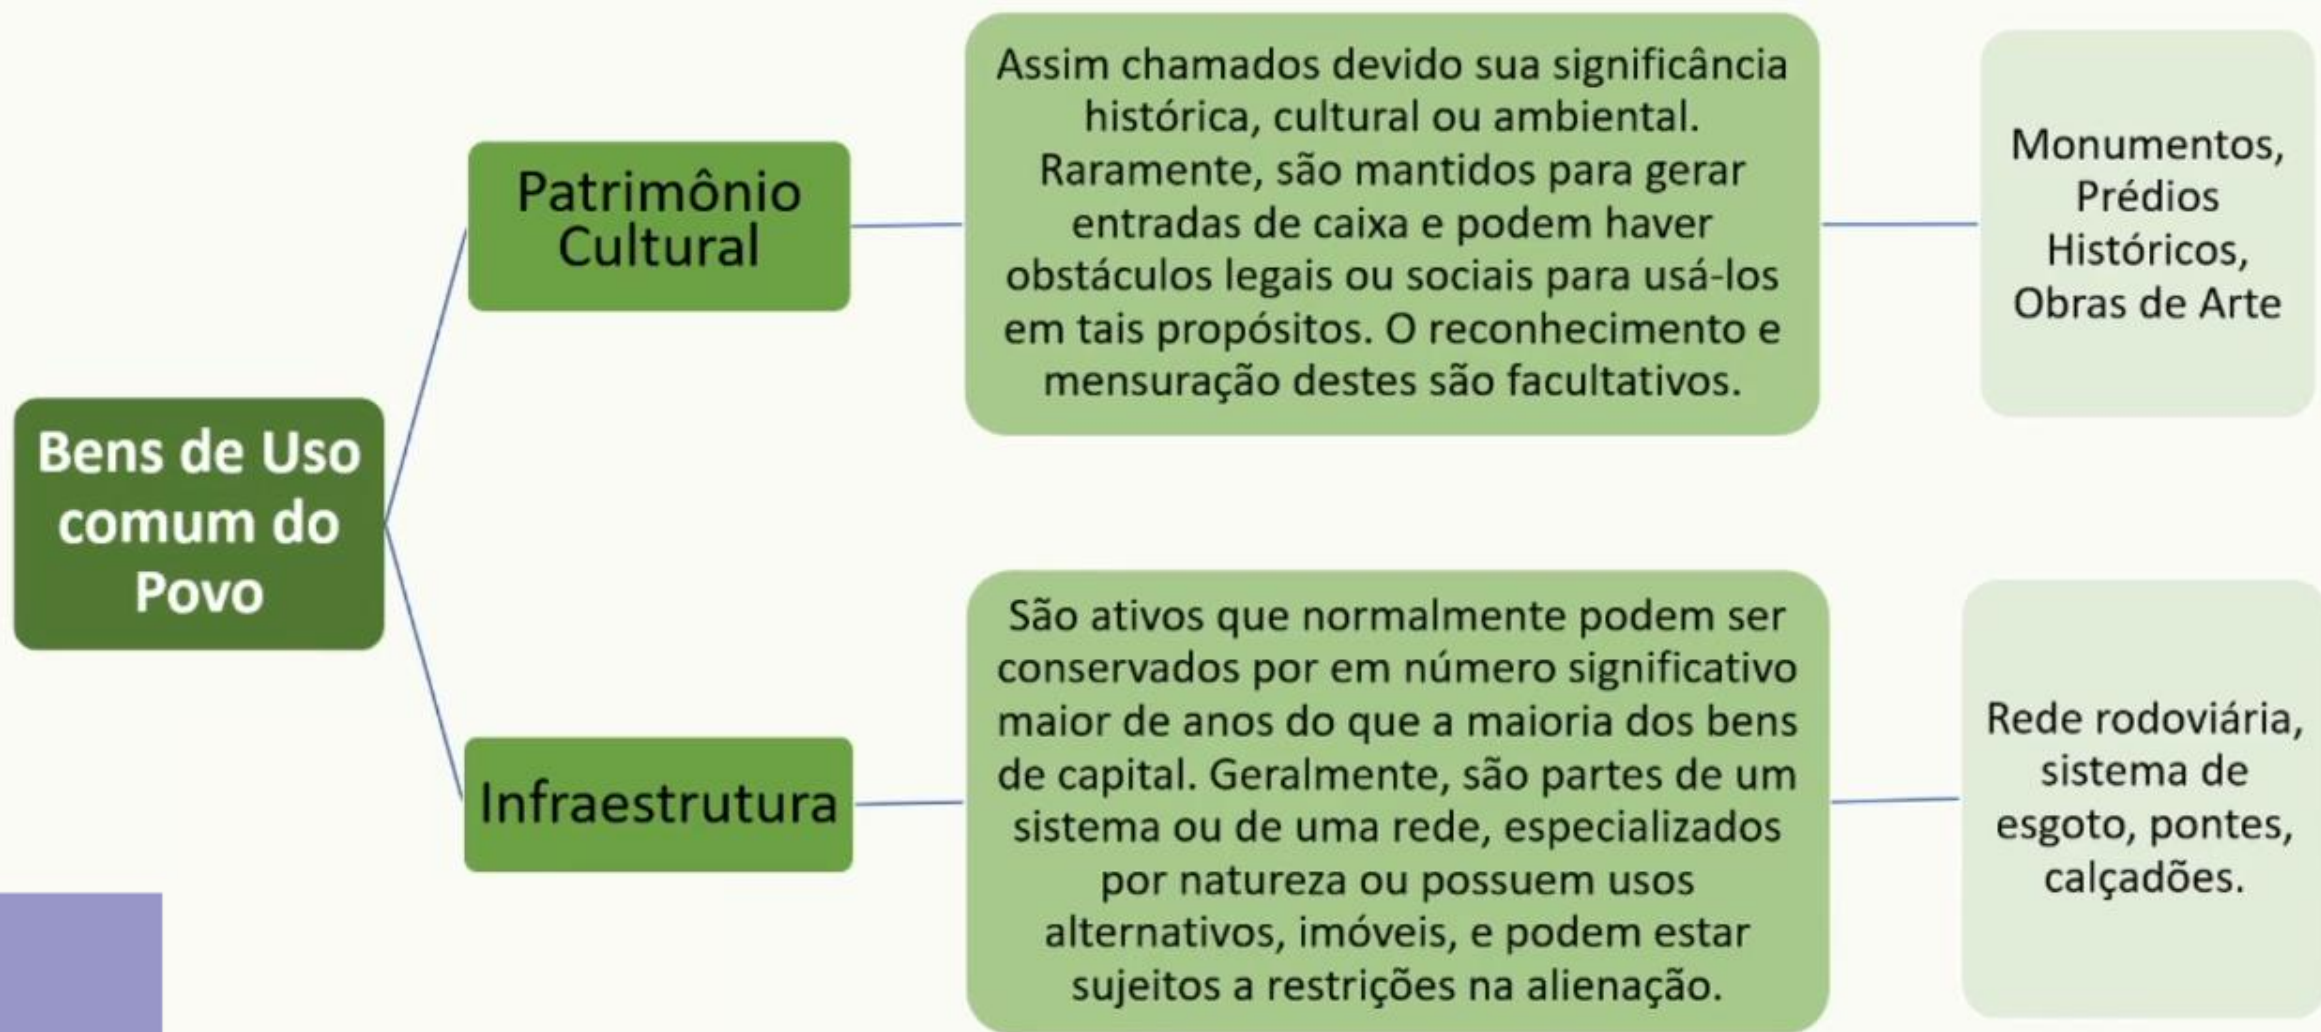 Bens de Uso
comum do
Povo
Patrimônio
Cultural
Assim chamados devido sua significância
histórica, cultural ou ambiental.
Raramente, são mantidos para gerar
entradas de caixa e podem haver
obstáculos legais ou sociais para usá-los
em tais propósitos. O reconhecimento e
mensuração destes são facultativos.
Monumentos,
Prédios
Históricos,
Obras de Arte
Infraestrutura
São ativos que normalmente podem ser
conservados por em número significativo
maior de anos do que a maioria dos bens
de capital. Geralmente, são partes de um
sistema ou de uma rede, especializados
por natureza ou possuem usos
alternativos, imóveis, e podem estar
sujeitos a restrições na alienação.
Rede rodoviária,
sistema de
esgoto, pontes,
calçadões.